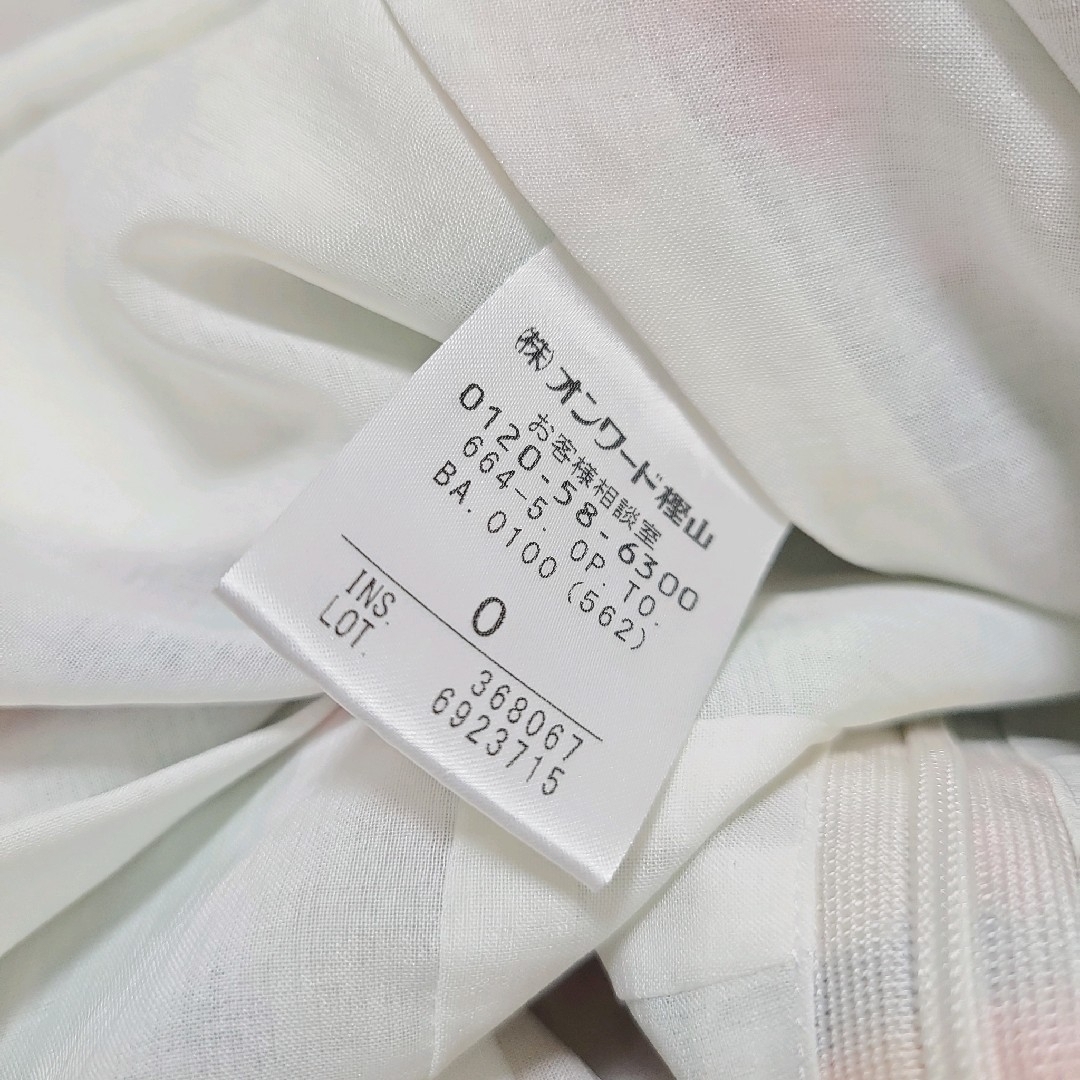 (株)オンワード樫山
お客様相談室
0120-58-6300
664-5. OP. TO.
BA. 0100 (562)
0
INS. 368067
LOT. 6923715